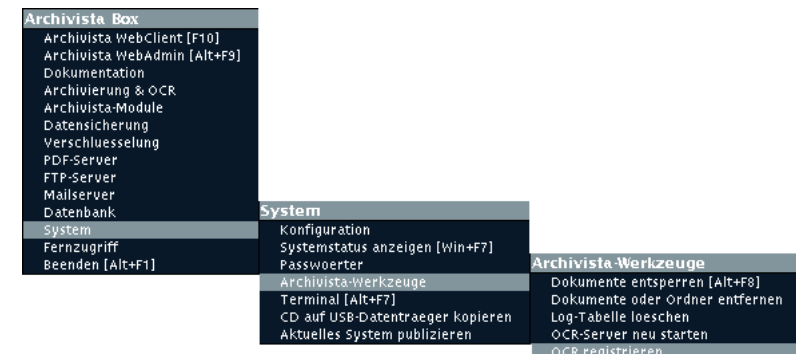 Archivista Box
Archivista WebClient [F10]
Archivista WebAdmin [Alt+F9]
Dokumentation
Archivierung & OCR
Archivista-Module
Datensicherung
Verschluesselung
PDF-Server
FTP-Server
Mailserver
Datenbank
System
Fernzugriff
Beenden [Alt+F1]
System
Konfiguration
Systemstatus anzeigen [Win+F7]
Passwoerter
Archivista-Werkzeuge
Terminal [Alt+F7]
CD auf USB-Datentraeger kopieren
Aktuelles System publizieren
Archivista-Werkzeuge
Dokumente entsperren [Alt+F8]
Dokumente oder Ordner entfernen
Log-Tabelle loeschen
OCR-Server neu starten
OCR registrieren